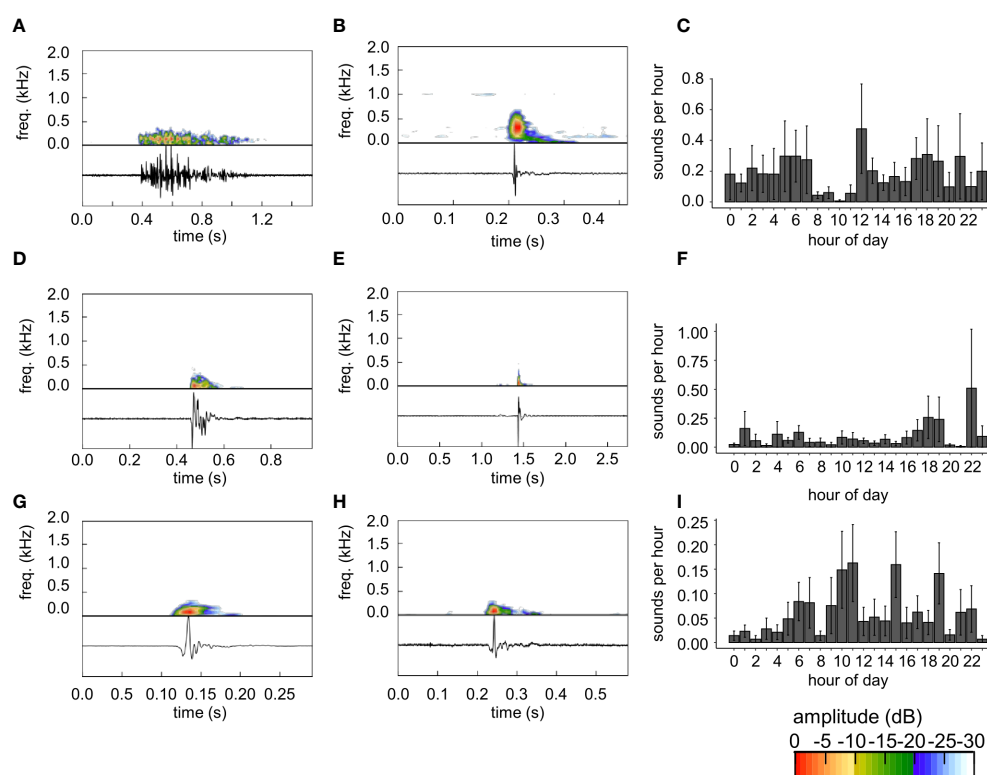 A
B
C
2.0
1.5
1.0
0.5
0.0
freq. (kHz)
0.0 0.4 0.8 1.2
time (s)
2.0
1.5
1.0
0.5
0.0
freq. (kHz)
0.0 0.1 0.2 0.3 0.4
time (s)
0.8
0.6
0.4
0.2
0.0
sounds per hour
0 2 4 6 8 10 12 14 16 18 20 22
hour of day
D
E
F
2.0
1.5
1.0
0.5
0.0
freq. (kHz)
0.0 0.2 0.4 0.6 0.8
time (s)
2.0
1.5
1.0
0.5
0.0
freq. (kHz)
0.0 0.5 1.0 1.5 2.0 2.5
time (s)
1.00
0.75
0.50
0.25
0.00
sounds per hour
0 2 4 6 8 10 12 14 16 18 20 22
hour of day
G
H
I
2.0
1.5
1.0
0.5
0.0
freq. (kHz)
0.0 0.5 0.10 0.15 0.20 0.25
time (s)
2.0
1.5
1.0
0.5
0.0
freq. (kHz)
0.0 0.1 0.2 0.3 0.4 0.5
time (s)
0.25
0.20
0.15
0.10
0.05
0.00
sounds per hour
0 2 4 6 8 10 12 14 16 18 20 22
hour of day
amplitude (dB)
0 -5 -10 -15 -20 -25 -30